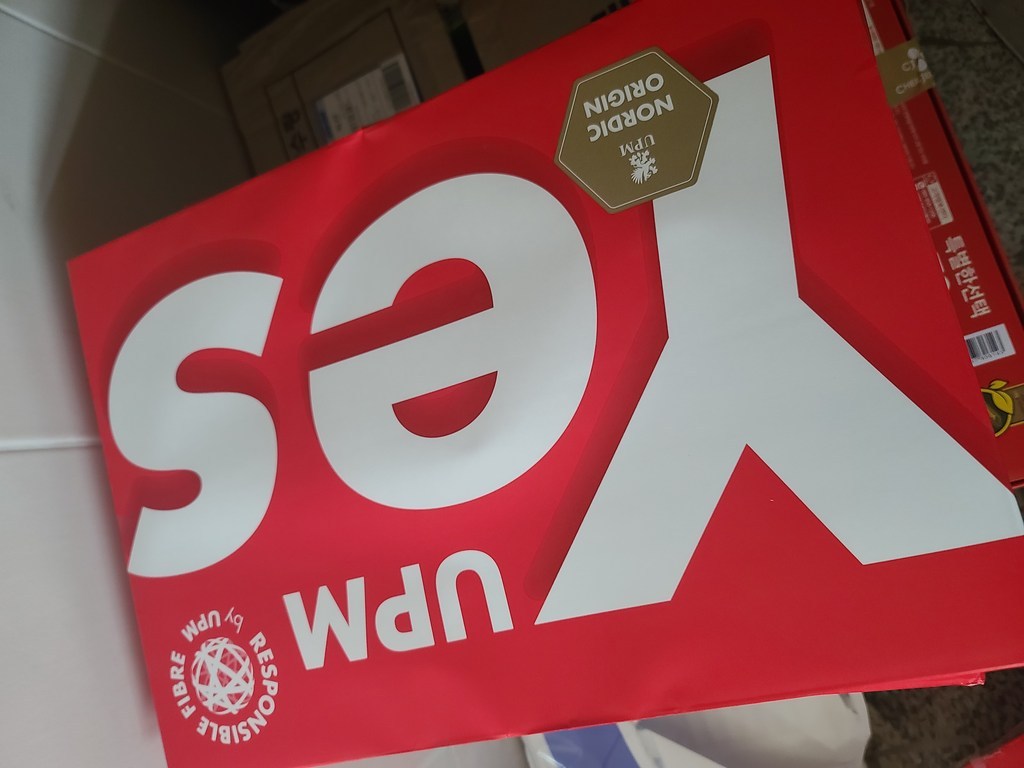 UPM
Yes
UPM
NORDIC
ORIGIN
RESPONSIBLE FIBRE
by UPM
특별한선택